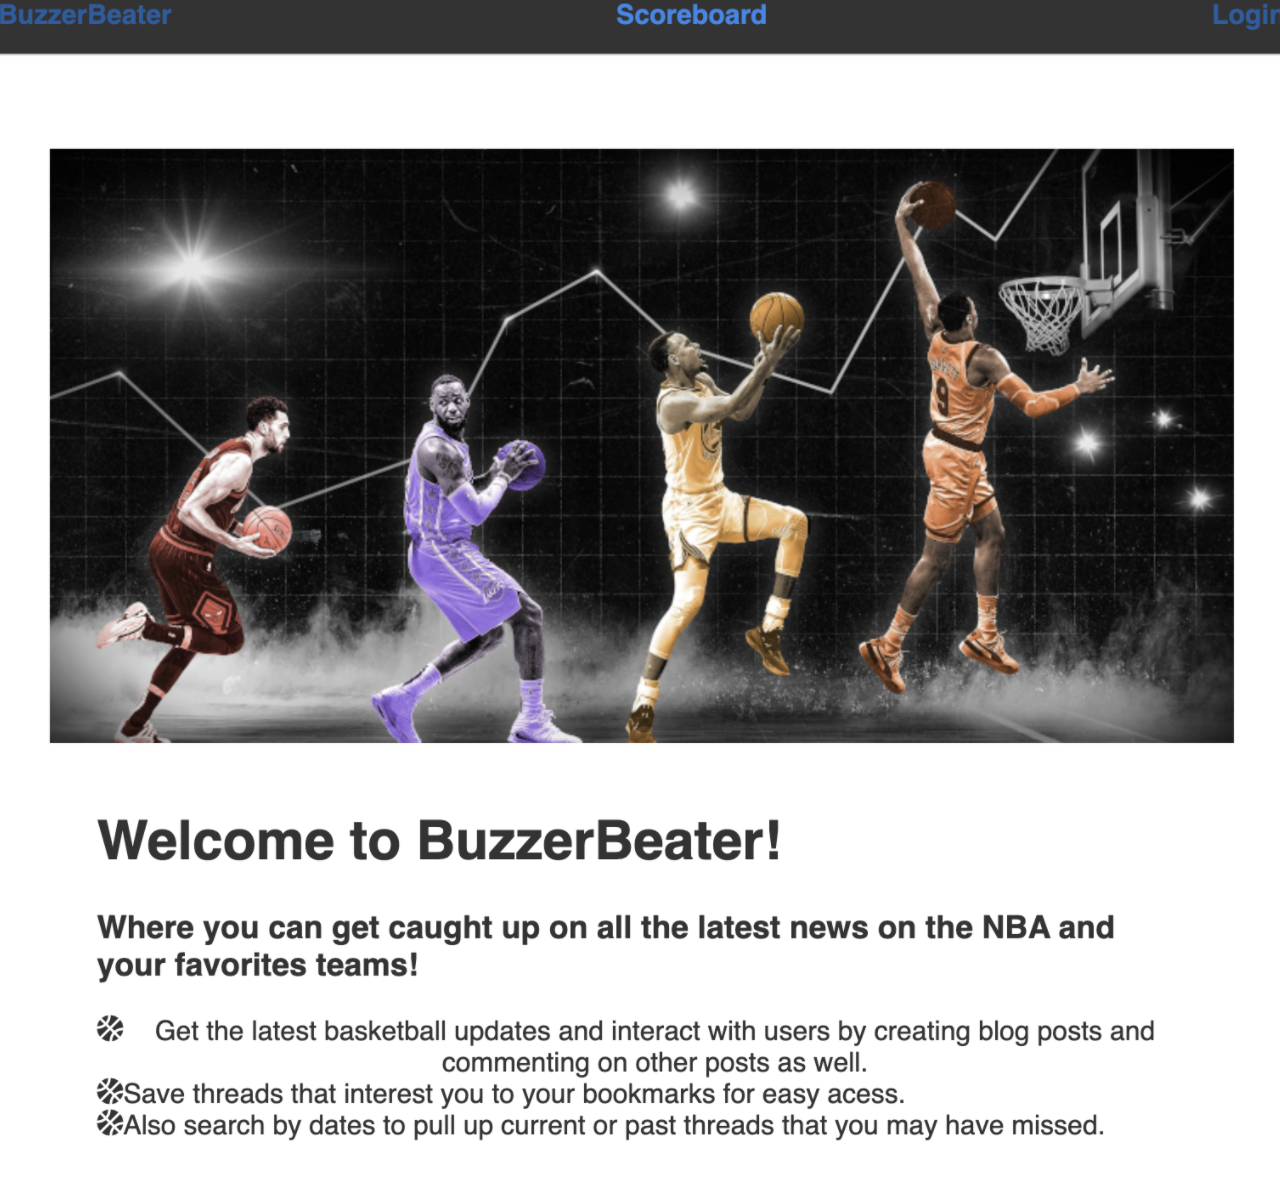 BuzzerBeater Scoreboard Login
9
Welcome to BuzzerBeater!
Where you can get caught up on all the latest news on the NBA and
your favorites teams!
Get the latest basketball updates and interact with users by creating blog posts and
commenting on other posts as well.
Save threads that interest you to your bookmarks for easy acess.
Also search by dates to pull up current or past threads that you may have missed.